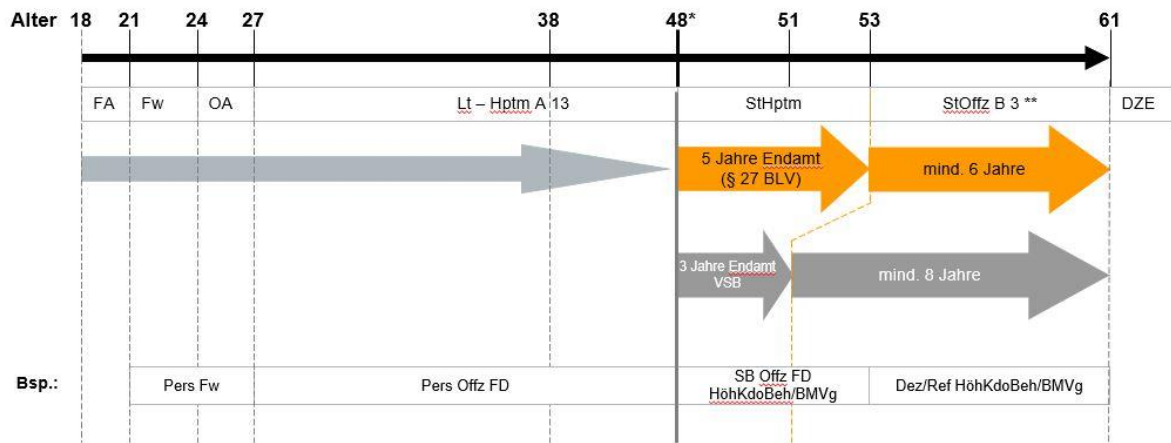 Alter 18 21 24 27 38 48* 51 53 61
FA Fw OA Lt – Hptm A 13 StHptm StOffz B 3 ** DZE
5 Jahre Endamt
(§ 27 BLV)
mind. 6 Jahre
3 Jahre Endamt
VSB
mind. 8 Jahre
Bsp.: Pers Fw Pers Offz FD
SB Offz FD
HöhKdoBeh/BMVg
Dez/Ref HöhKdoBeh/BMVg